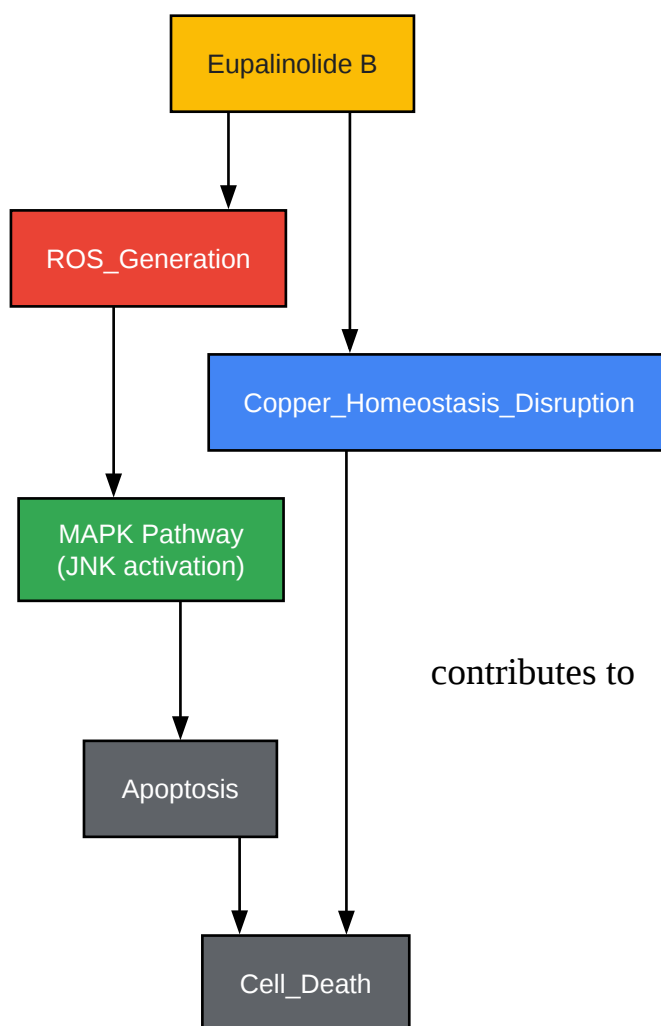 Eupalinolide B
ROS_Generation
Copper_Homeostasis_Disruption
MAPK Pathway
(JNK activation)
contributes to
Apoptosis
Cell_Death